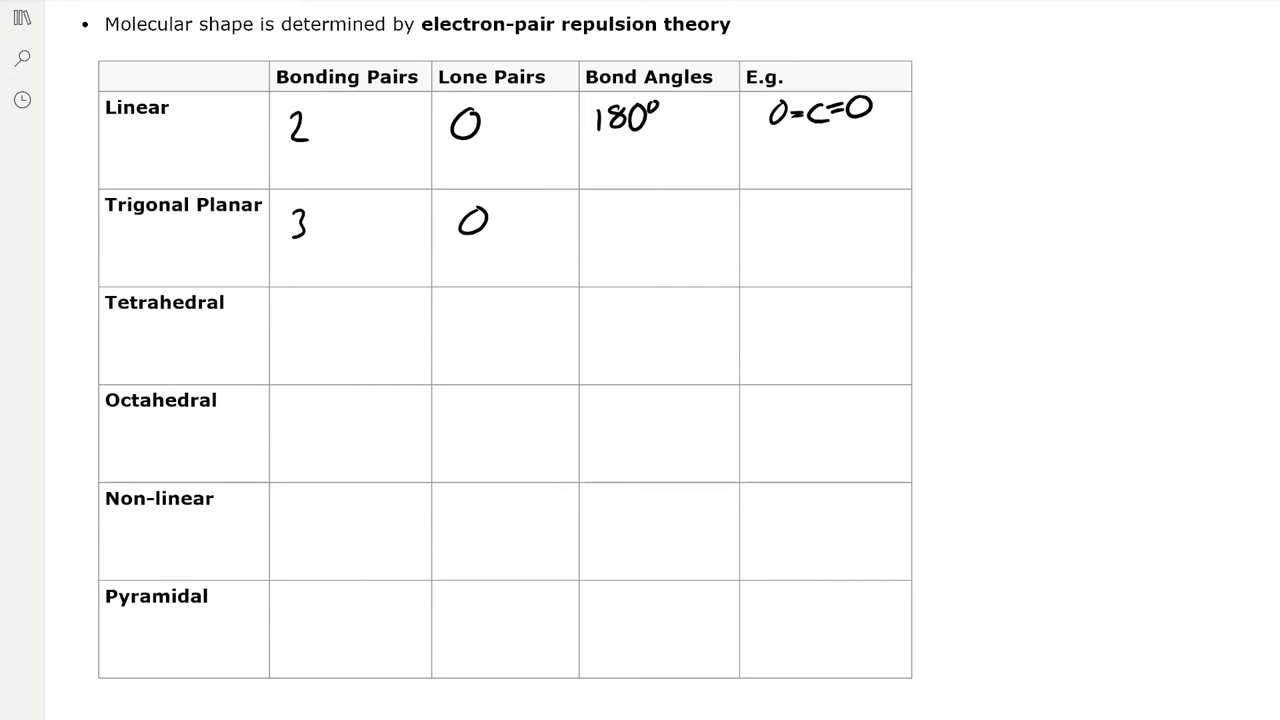 • Molecular shape is determined by electron-pair repulsion theory
Bonding Pairs Lone Pairs Bond Angles E.g.
Linear 2 0 180° O=C=O
Trigonal Planar 3 0
Tetrahedral
Octahedral
Non-linear
Pyramidal